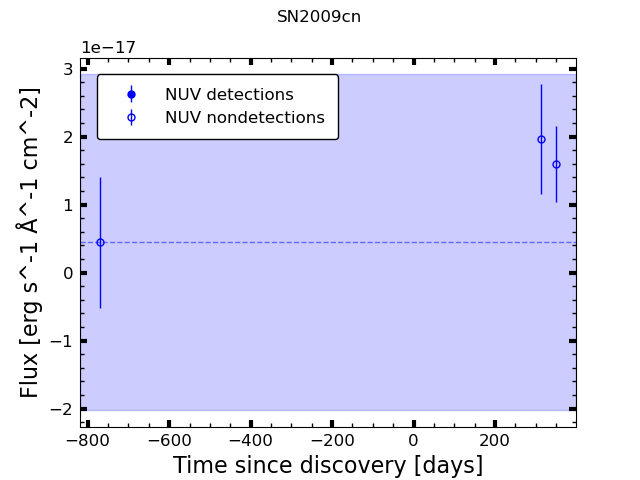 SN2009cn
1e−17
3
2
1
0
−1
−2
Flux [erg s^-1 Å^-1 cm^-2]
NUV detections
NUV nondetections
−800 −600 −400 −200 0 200
Time since discovery [days]